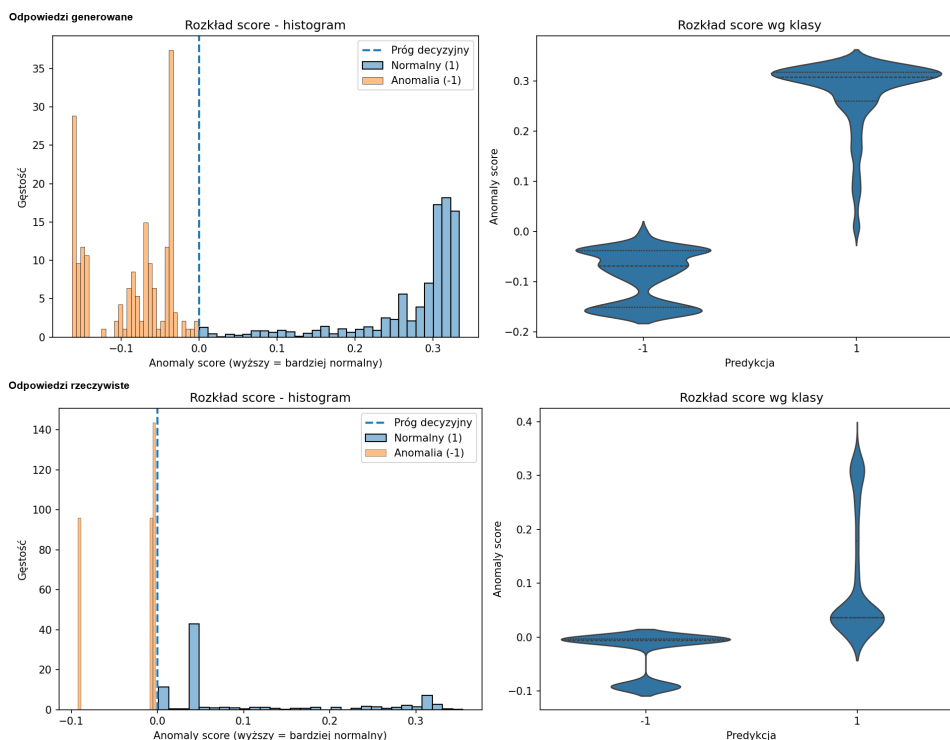 Odpowiedzi generowane
Rozkład score - histogram
Rozkład score wg klasy
Próg decyzyjny
Normalny (1)
Anomalia (-1)
Gęstość
35
30
25
20
15
10
5
0
−0.1
0.0
0.1
0.2
0.3
Anomaly score (wyższy = bardziej normalny)
Anomaly score
0.3
0.2
0.1
0.0
−0.1
−0.2
-1
1
Predykcja
Odpowiedzi rzeczywiste
Rozkład score - histogram
Rozkład score wg klasy
Próg decyzyjny
Normalny (1)
Anomalia (-1)
Gęstość
140
120
100
80
60
40
20
0
−0.1
0.0
0.1
0.2
0.3
Anomaly score (wyższy = bardziej normalny)
Anomaly score
0.4
0.3
0.2
0.1
0.0
−0.1
-1
1
Predykcja